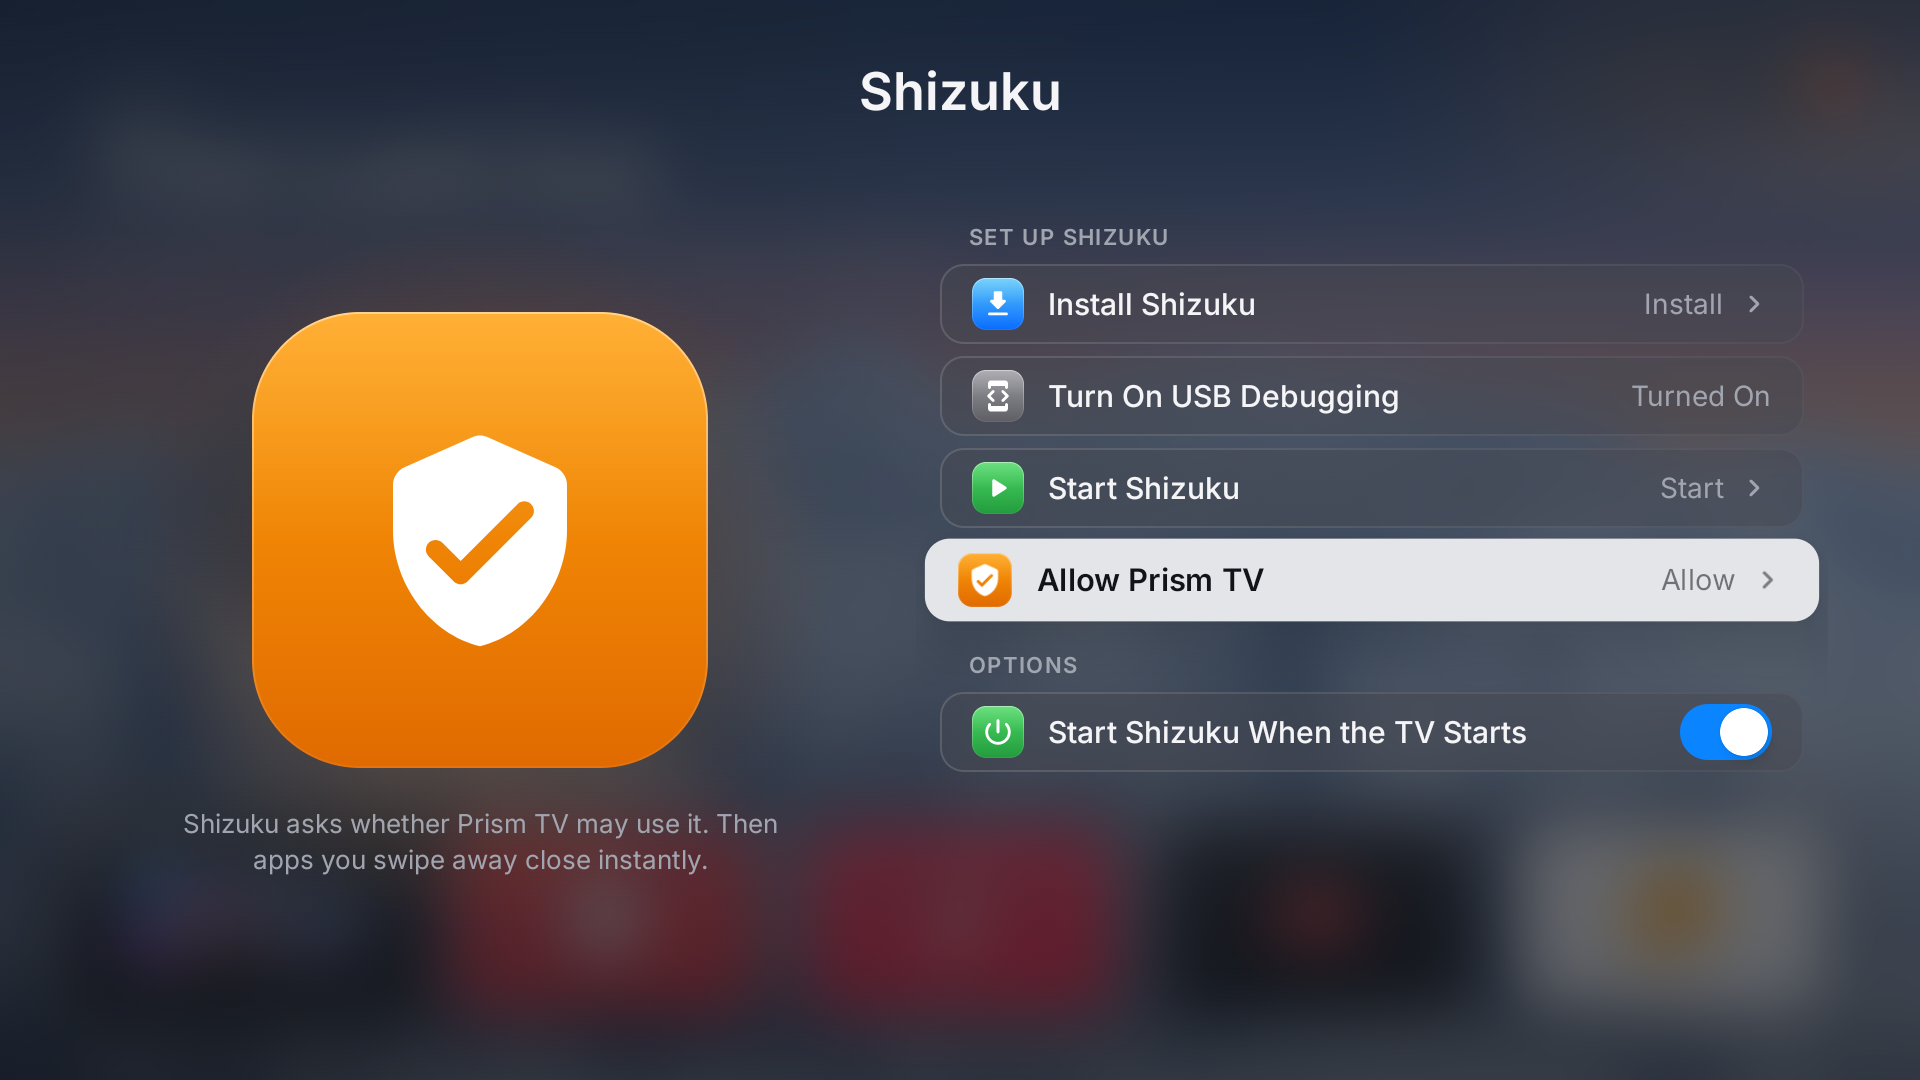 Shizuku
SET UP SHIZUKU
Install Shizuku Install
Turn On USB Debugging Turned On
Start Shizuku Start
Allow Prism TV Allow
OPTIONS
Start Shizuku When the TV Starts
Shizuku asks whether Prism TV may use it. Then
apps you swipe away close instantly.